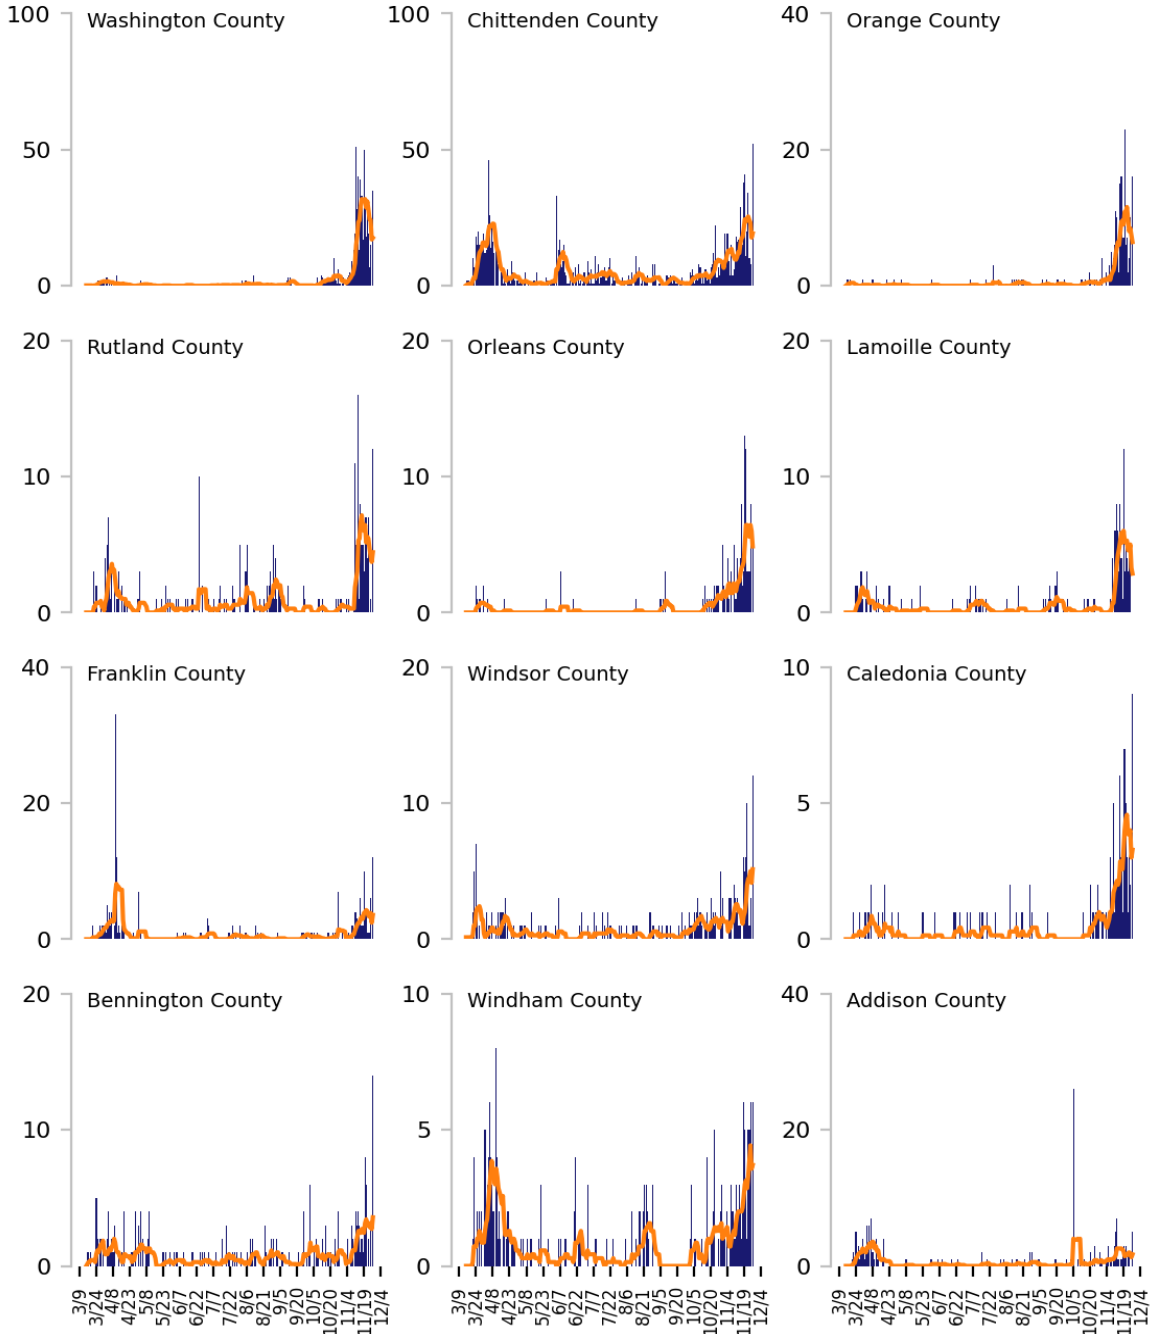 100 Washington County 100 Chittenden County 40 Orange County
50 50 20
0 0 0
20 Rutland County 20 Orleans County 20 Lamoille County
10 10 10
0 0 0
40 Franklin County 20 Windsor County 10 Caledonia County
20 10 5
0 0 0
20 Bennington County 10 Windham County 40 Addison County
10 5 20
0 0 0
3/9 3/24 4/8 4/23 5/8 5/23 6/7 6/22 7/7 7/22 8/6 8/21 9/5 9/20 10/5 10/20 11/4 11/19 12/4
3/9 3/24 4/8 4/23 5/8 5/23 6/7 6/22 7/7 7/22 8/6 8/21 9/5 9/20 10/5 10/20 11/4 11/19 12/4
3/9 3/24 4/8 4/23 5/8 5/23 6/7 6/22 7/7 7/22 8/6 8/21 9/5 9/20 10/5 10/20 11/4 11/19 12/4